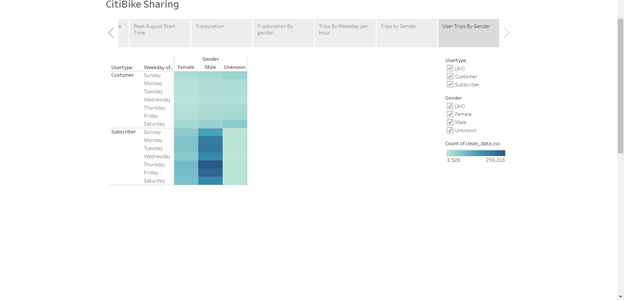 CitiBike Sharing
e
Peak August Start Time
Tripduration
Tripduration By gender
Trips By Weekday per Hour
Trips by Gender
User Trips By Gender
Gender
Usertype Weekday of.. Female Male Unknown
Customer Sunday
Monday
Tuesday
Wednesday
Thursday
Friday
Saturday
Subscriber Sunday
Monday
Tuesday
Wednesday
Thursday
Friday
Saturday
Usertype
(All)
Customer
Subscriber
Gender
(All)
Female
Male
Unknown
Count of clean_data.csv
3,528 259,316